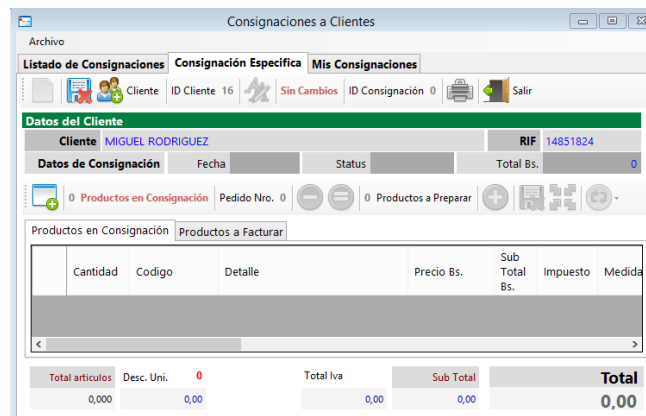 Consignaciones a Clientes
Archivo
Listado de Consignaciones Consignación Especifica Mis Consignaciones
Cliente ID Cliente 16 Sin Cambios ID Consignación 0 Salir
Datos del Cliente
Cliente MIGUEL RODRIGUEZ RIF 14851824
Datos de Consignación Fecha Status Total Bs. 0
0 Productos en Consignación Pedido Nro. 0 0 Productos a Preparar
Productos en Consignación Productos a Facturar
Cantidad Codigo Detalle Precio Bs. Sub Total Bs. Impuesto Medida
Total articulos Desc. Uni. 0 Total Iva Sub Total Total
0,000 0,00 0,00 0,00 0,00